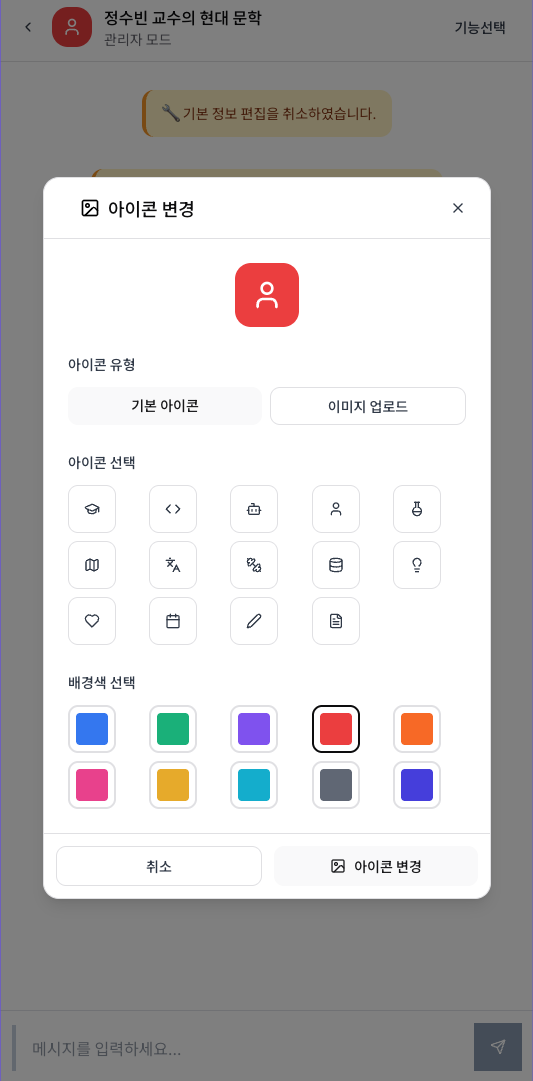 정수빈 교수의 현대 문학
관리자 모드
기능선택
🔧기본 정보 편집을 취소하였습니다.
아이콘 변경
아이콘 유형
기본 아이콘
이미지 업로드
아이콘 선택
배경색 선택
취소
아이콘 변경
메시지를 입력하세요...